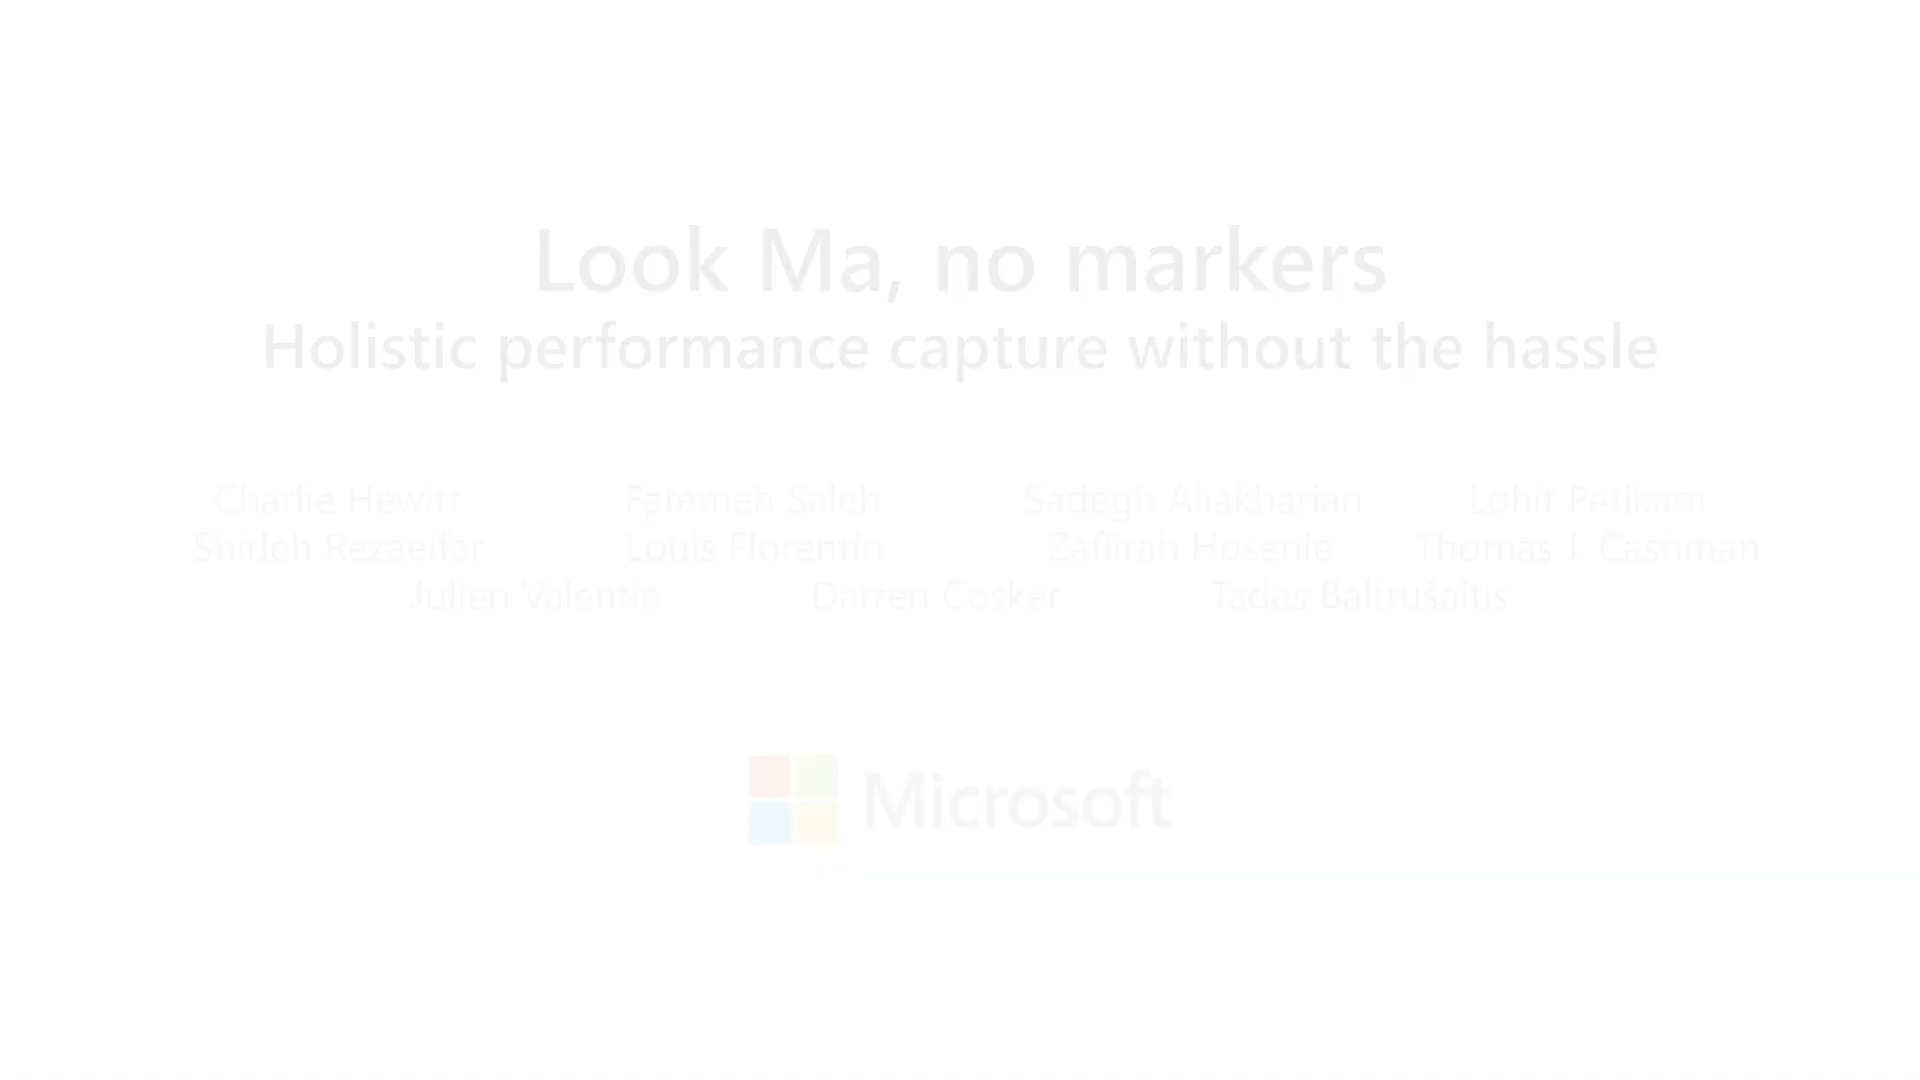 Look Ma, no markers
Holistic performance capture without the hassle
Charlie Hewitt Fatemeh Saleh Sadegh Aliakbarian Lohit Petikam
Shideh Rezaeifar Louis Florentin Zafiirah Hosenie Thomas J. Cashman
Julien Valentin Darren Cosker Tadas Baltrušaitis
Microsoft